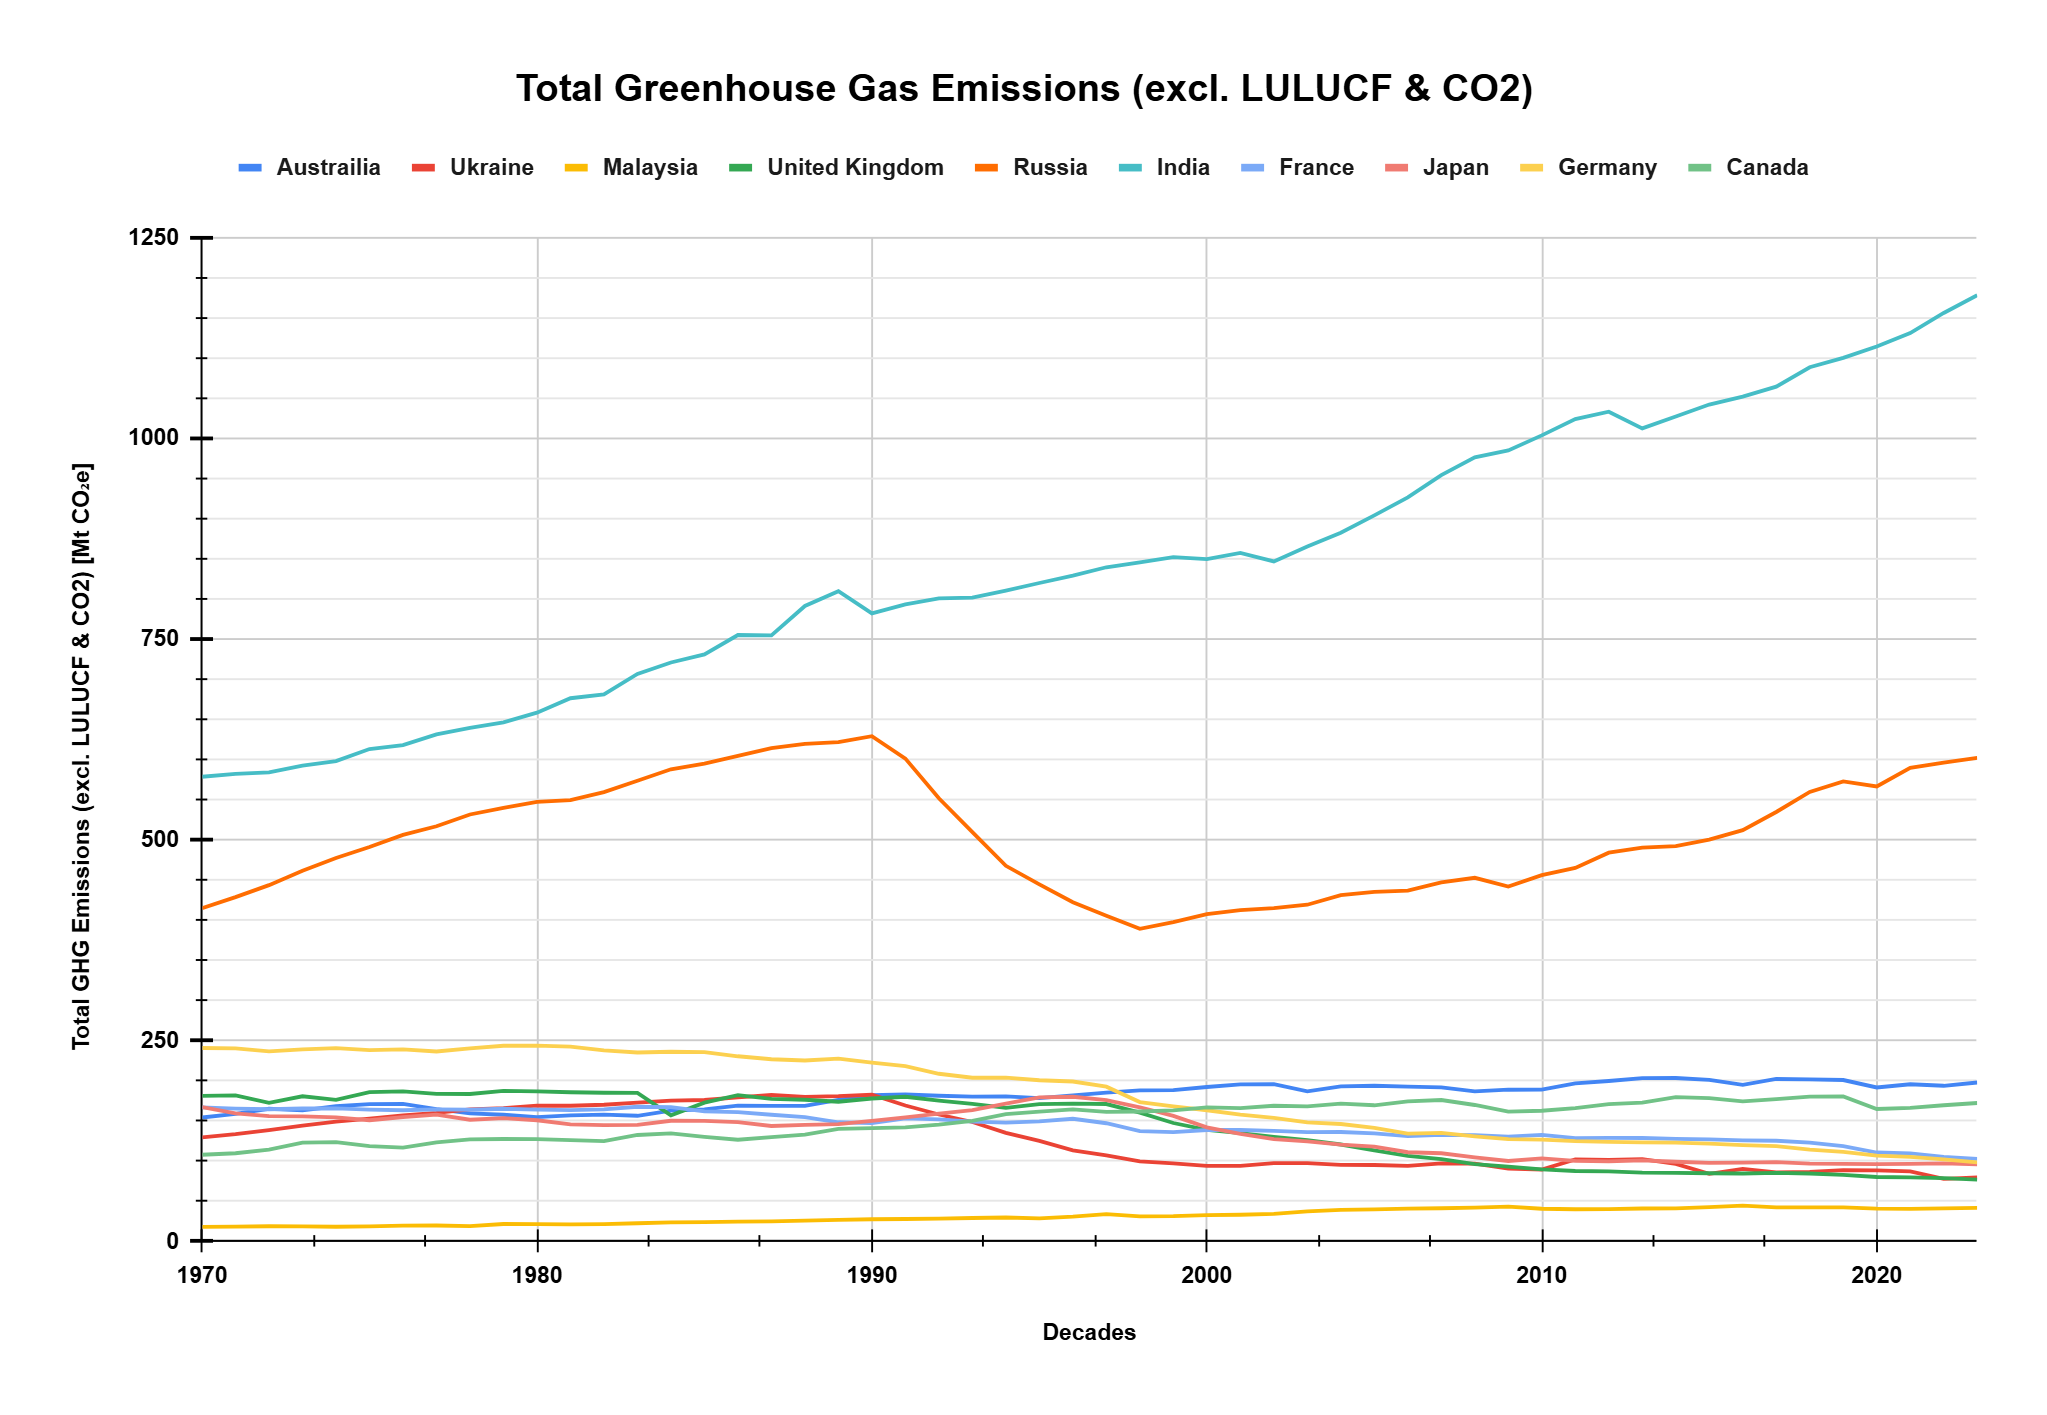 Total Greenhouse Gas Emissions (excl. LULUCF & CO2)
Austrailia Ukraine Malaysia United Kingdom Russia India France Japan Germany Canada
Total GHG Emissions (excl. LULUCF & CO2) [Mt CO₂e]
1250
1000
750
500
250
0
1970 1980 1990 2000 2010 2020
Decades